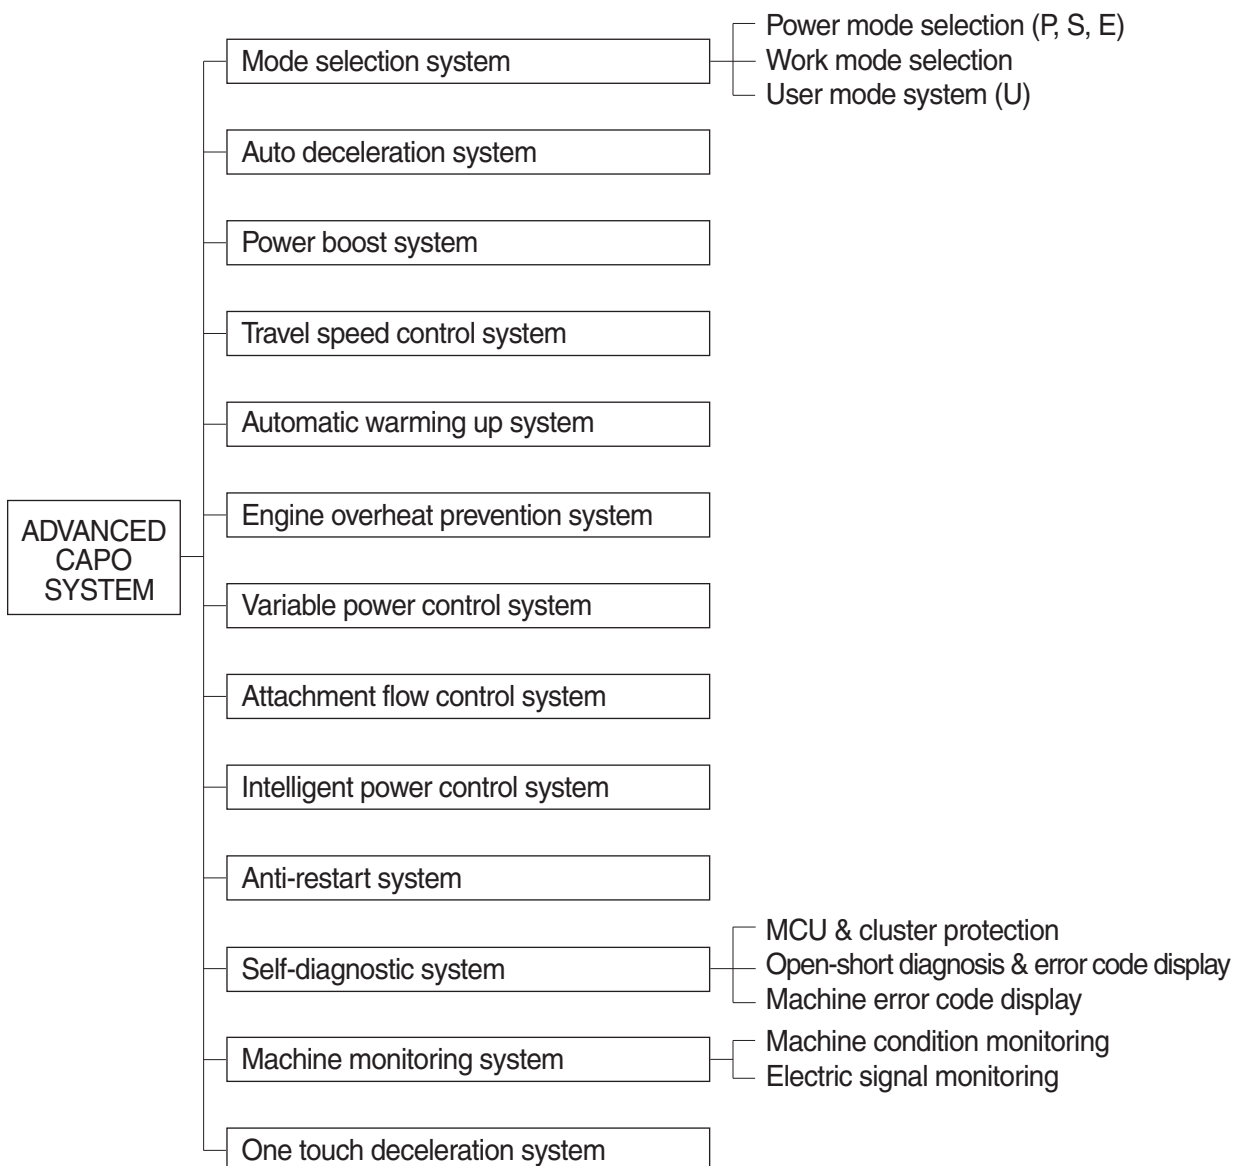 Power mode selection (P, S, E)
Mode selection system
Work mode selection
User mode system (U)
Auto deceleration system
Power boost system
Travel speed control system
Automatic warming up system
Engine overheat prevention system
ADVANCED
CAPO
SYSTEM
Variable power control system
Attachment flow control system
Intelligent power control system
Anti-restart system
MCU & cluster protection
Self-diagnostic system
Open-short diagnosis & error code display
Machine error code display
Machine condition monitoring
Machine monitoring system
Electric signal monitoring
One touch deceleration system